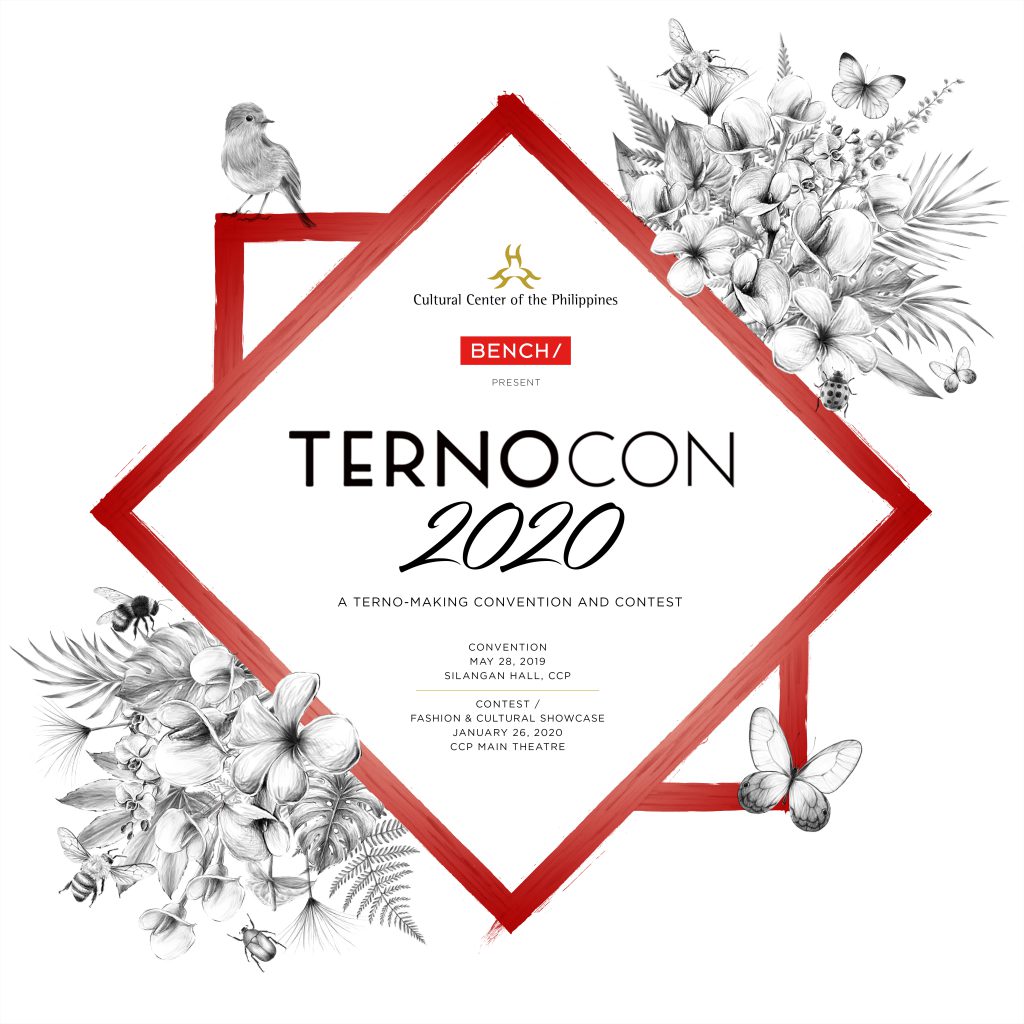 Cultural Center of the Philippines
BENCH/
PRESENT
TERNOCON
2020
A TERNO-MAKING CONVENTION AND CONTEST
CONVENTION
MAY 28, 2019
SILANGAN HALL, CCP
CONTEST /
FASHION & CULTURAL SHOWCASE
JANUARY 26, 2020
CCP MAIN THEATRE